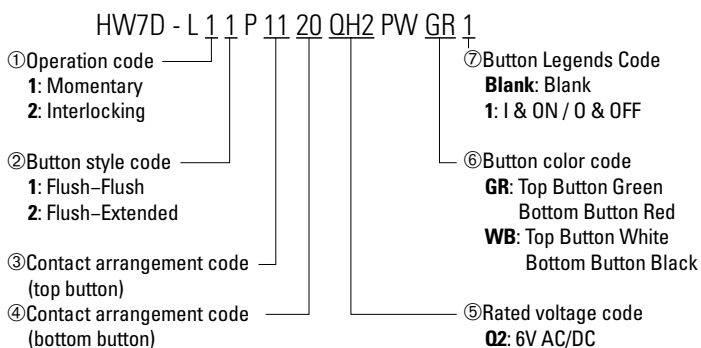 HW7D - L 1 1 P 11 20 QH2 PW GR 1
①Operation code
1: Momentary
2: Interlocking
②Button style code
1: Flush–Flush
2: Flush–Extended
③Contact arrangement code
(top button)
④Contact arrangement code
(bottom button)
⑦Button Legends Code
Blank: Blank
1: I & ON / O & OFF
⑥Button color code
GR: Top Button Green
Bottom Button Red
WB: Top Button White
Bottom Button Black
⑤Rated voltage code
Q2: 6V AC/DC